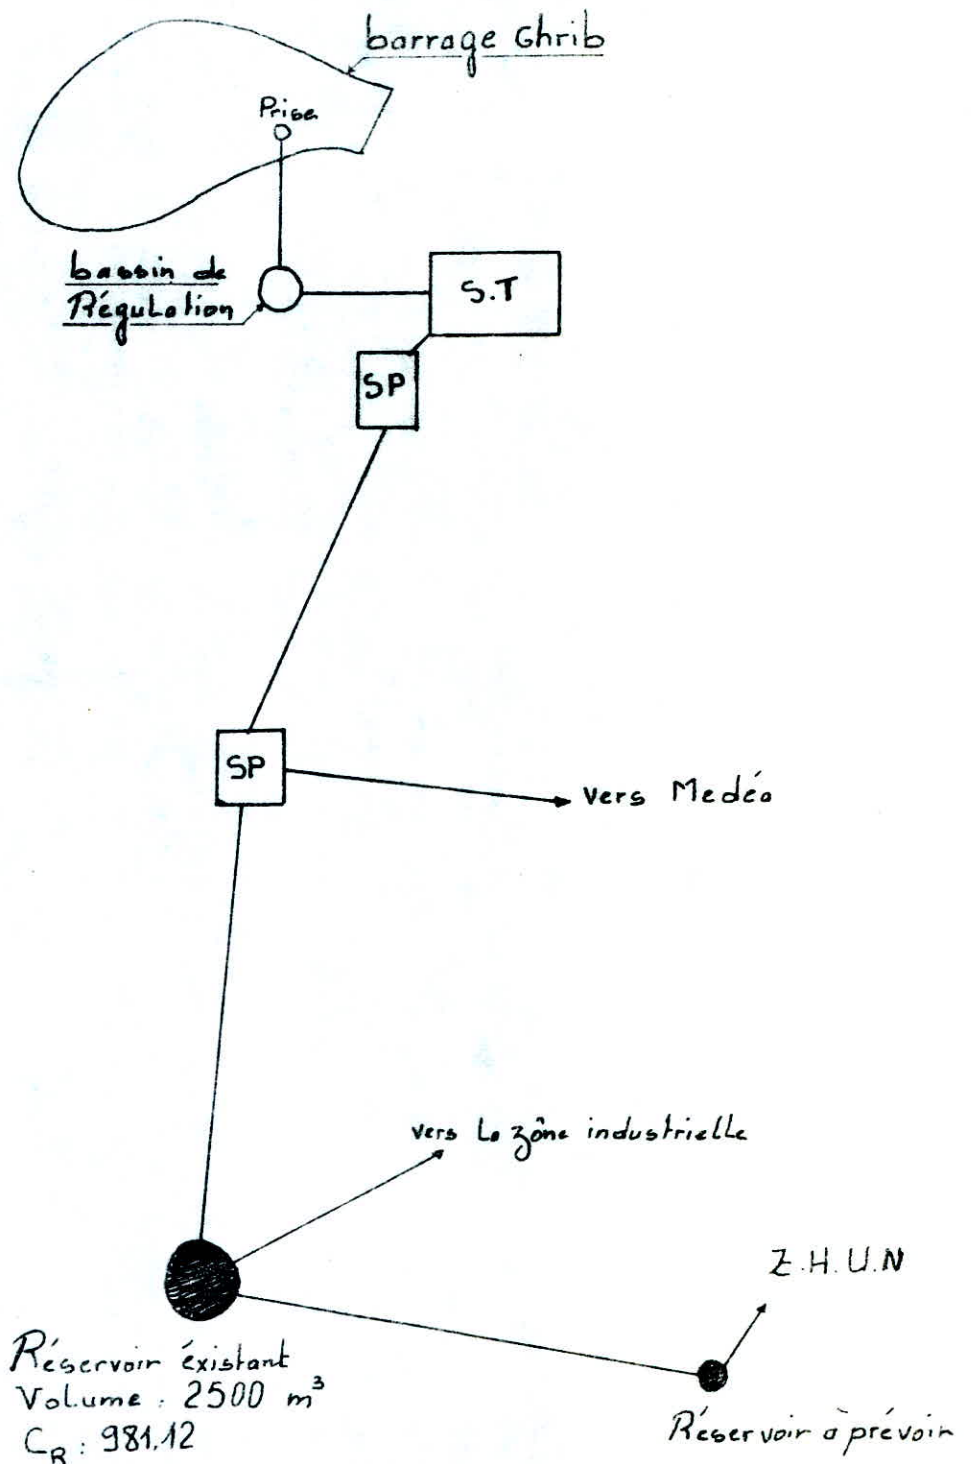 barrage Ghrib
Prise
bassin de
Régulation
S.T
SP
SP
vers Medéa
vers la zône industrielle
Z.H.U.N
Réservoir éxistant
Volume : 2500 m³
C_R : 981,12
Réservoir à prévoir